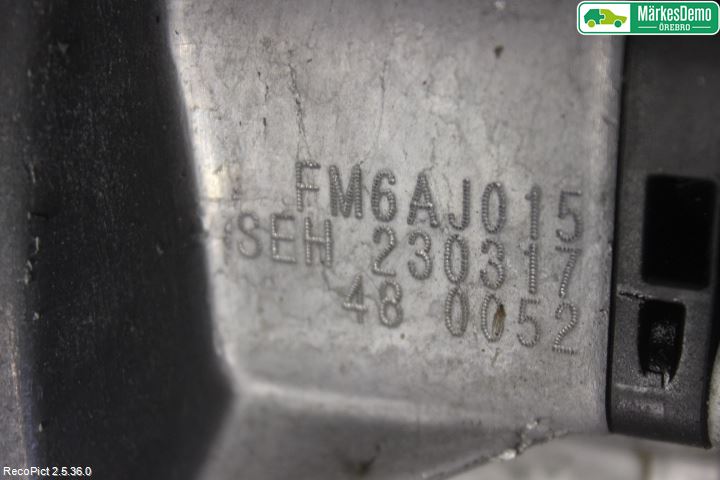 MärkesDemo
ÖREBRO
FM6AJ015
SEH 230317
48 0052
RecoPict 2.5.36.0